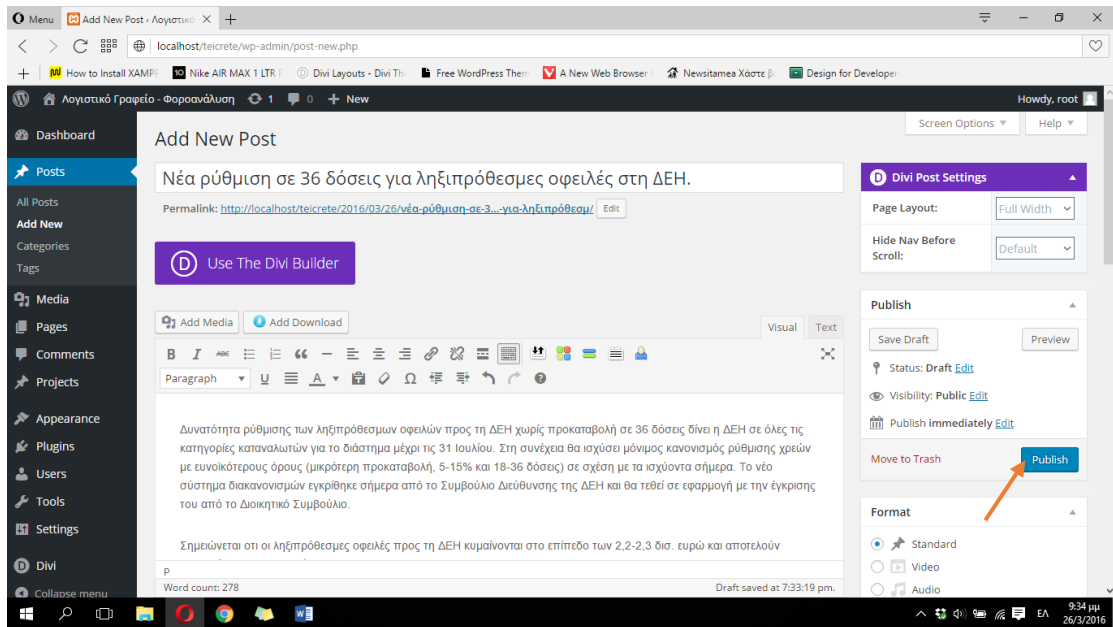 Menu
Add New Post ‹ Λογιστικό
localhost/teicrete/wp-admin/post-new.php
How to Install XAMPP
Nike AIR MAX 1 LTR
Divi Layouts - Divi Th
Free WordPress Them
A New Web Browser
Newsitamea Χάστε βο
Design for Developer
Λογιστικό Γραφείο - Φοροανάλυση 1 0 + New
Howdy, root
Screen Options
Help
Dashboard
Posts
All Posts
Add New
Categories
Tags
Media
Pages
Comments
Projects
Appearance
Plugins
Users
Tools
Settings
Divi
Collapse menu
Add New Post
Νέα ρύθμιση σε 36 δόσεις για ληξιπρόθεσμες οφειλές στη ΔΕΗ.
Permalink: http://localhost/teicrete/2016/03/26/νέα-ρύθμιση-σε-3...-για-ληξιπρόθεσμ/ Edit
D Use The Divi Builder
Add Media
Add Download
Visual
Text
B I ABC
Paragraph U A Ω
Δυνατότητα ρύθμισης των ληξιπρόθεσμων οφειλών προς τη ΔΕΗ χωρίς προκαταβολή σε 36 δόσεις δίνει η ΔΕΗ σε όλες τις
κατηγορίες καταναλωτών για το διάστημα μέχρι τις 31 Ιουλίου. Στη συνέχεια θα ισχύσει μόνιμος κανονισμός ρύθμισης χρεών
με ευνοϊκότερους όρους (μικρότερη προκαταβολή, 5-15% και 18-36 δόσεις) σε σχέση με τα ισχύοντα σήμερα. Το νέο
σύστημα διακανονισμών εγκρίθηκε σήμερα από το Συμβούλιο Διεύθυνσης της ΔΕΗ και θα τεθεί σε εφαρμογή με την έγκρισης
του από το Διοικητικό Συμβούλιο.
Σημειώνεται οτι οι ληξιπρόθεσμες οφειλές προς τη ΔΕΗ κυμαίνονται στο επίπεδο των 2,2-2,3 δισ. ευρώ και αποτελούν
p
Word count: 278
Draft saved at 7:33:19 pm.
D Divi Post Settings
Page Layout:
Full Width
Hide Nav Before
Scroll:
Default
Publish
Save Draft
Preview
Status: Draft Edit
Visibility: Public Edit
Publish immediately Edit
Move to Trash
Publish
Format
Standard
Video
Audio
ΕΛ
9:34 μμ
26/3/2016